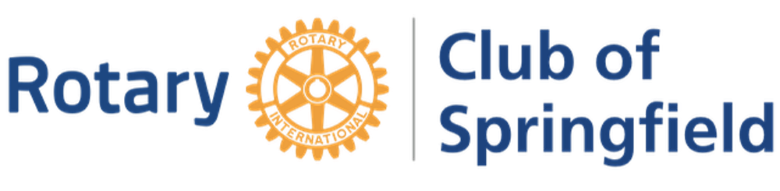 Rotary
ROTARY
INTERNATIONAL
Club of
Springfield